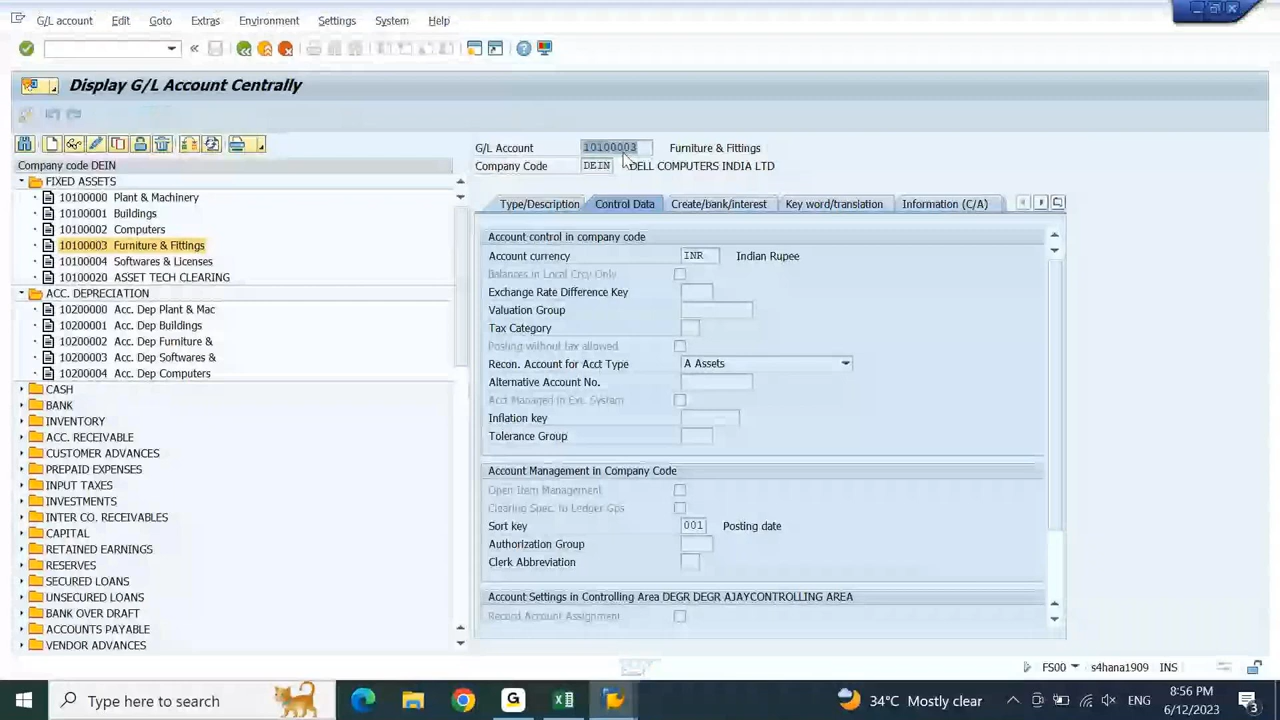 G/L account Edit Goto Extras Environment Settings System Help
Display G/L Account Centrally
G/L Account 10100003 Furniture & Fittings
Company Code DEIN DELL COMPUTERS INDIA LTD
Company code DEIN
FIXED ASSETS
10100000 Plant & Machinery
10100001 Buildings
10100002 Computers
10100003 Furniture & Fittings
10100004 Softwares & Licenses
10100020 ASSET TECH CLEARING
ACC. DEPRECIATION
10200000 Acc. Dep Plant & Mac
10200001 Acc. Dep Buildings
10200002 Acc. Dep Furniture &
10200003 Acc. Dep Softwares &
10200004 Acc. Dep Computers
CASH
BANK
INVENTORY
ACC. RECEIVABLE
CUSTOMER ADVANCES
PREPAID EXPENSES
INPUT TAXES
INVESTMENTS
INTER CO. RECEIVABLES
CAPITAL
RETAINED EARNINGS
RESERVES
SECURED LOANS
UNSECURED LOANS
BANK OVER DRAFT
ACCOUNTS PAYABLE
VENDOR ADVANCES
Type/Description Control Data Create/bank/interest Key word/translation Information (C/A)
Account control in company code
Account currency INR Indian Rupee
Balances in Local Crcy Only
Exchange Rate Difference Key
Valuation Group
Tax Category
Posting without tax allowed
Recon. Account for Acct Type A Assets
Alternative Account No.
Acct Managed in Ext. System
Inflation key
Tolerance Group
Account Management in Company Code
Open Item Management
Clearing Spec. to Ledger Gps
Sort key 001 Posting date
Authorization Group
Clerk Abbreviation
Account Settings in Controlling Area DEGR DEGR AJAYCONTROLLING AREA
Record Account Assignment
FS00 s4hana1909 INS
Type here to search
34°C Mostly clear
ENG
8:56 PM
6/12/2023
3